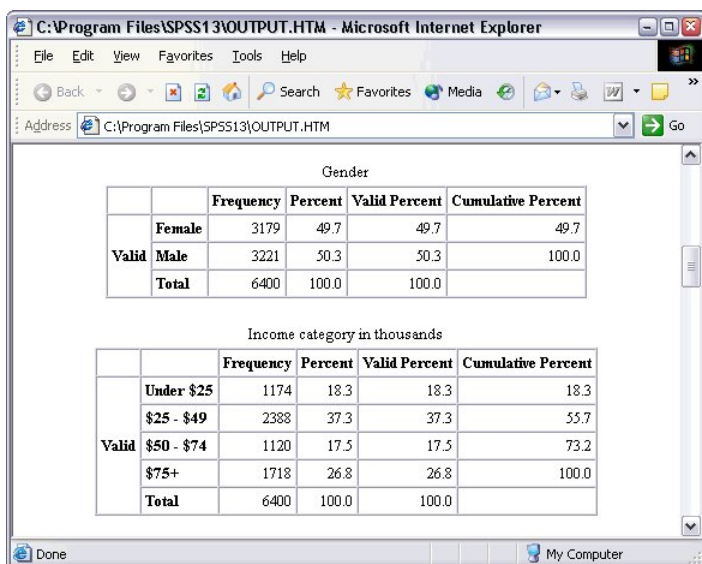 C:\Program Files\SPSS13\OUTPUT.HTM - Microsoft Internet Explorer
File Edit View Favorites Tools Help
Back Search Favorites Media
Address C:\Program Files\SPSS13\OUTPUT.HTM Go
Gender
Frequency Percent Valid Percent Cumulative Percent
Valid Female 3179 49.7 49.7 49.7
Male 3221 50.3 50.3 100.0
Total 6400 100.0 100.0
Income category in thousands
Frequency Percent Valid Percent Cumulative Percent
Valid Under $25 1174 18.3 18.3 18.3
$25 - $49 2388 37.3 37.3 55.7
$50 - $74 1120 17.5 17.5 73.2
$75+ 1718 26.8 26.8 100.0
Total 6400 100.0 100.0
Done My Computer